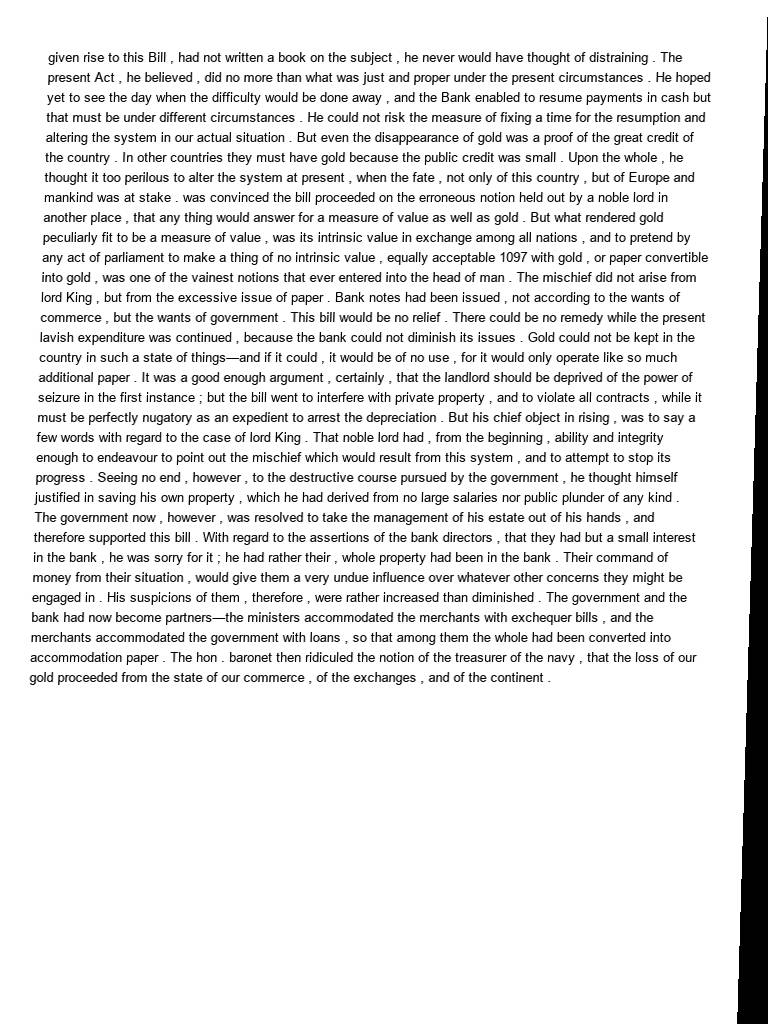 given rise to this Bill , had not written a book on the subject , he never would have thought of distraining . The
present Act , he believed , did no more than what was just and proper under the present circumstances . He hoped
yet to see the day when the difficulty would be done away , and the Bank enabled to resume payments in cash but
that must be under different circumstances . He could not risk the measure of fixing a time for the resumption and
altering the system in our actual situation . But even the disappearance of gold was a proof of the great credit of
the country . In other countries they must have gold because the public credit was small . Upon the whole , he
thought it too perilous to alter the system at present , when the fate , not only of this country , but of Europe and
mankind was at stake . was convinced the bill proceeded on the erroneous notion held out by a noble lord in
another place , that any thing would answer for a measure of value as well as gold . But what rendered gold
peculiarly fit to be a measure of value , was its intrinsic value in exchange among all nations , and to pretend by
any act of parliament to make a thing of no intrinsic value , equally acceptable 1097 with gold , or paper convertible
into gold , was one of the vainest notions that ever entered into the head of man . The mischief did not arise from
lord King , but from the excessive issue of paper . Bank notes had been issued , not according to the wants of
commerce , but the wants of government . This bill would be no relief . There could be no remedy while the present
lavish expenditure was continued , because the bank could not diminish its issues . Gold could not be kept in the
country in such a state of things—and if it could , it would be of no use , for it would only operate like so much
additional paper . It was a good enough argument , certainly , that the landlord should be deprived of the power of
seizure in the first instance ; but the bill went to interfere with private property , and to violate all contracts , while it
must be perfectly nugatory as an expedient to arrest the depreciation . But his chief object in rising , was to say a
few words with regard to the case of lord King . That noble lord had , from the beginning , ability and integrity
enough to endeavour to point out the mischief which would result from this system , and to attempt to stop its
progress . Seeing no end , however , to the destructive course pursued by the government , he thought himself
justified in saving his own property , which he had derived from no large salaries nor public plunder of any kind .
The government now , however , was resolved to take the management of his estate out of his hands , and
therefore supported this bill . With regard to the assertions of the bank directors , that they had but a small interest
in the bank , he was sorry for it ; he had rather their , whole property had been in the bank . Their command of
money from their situation , would give them a very undue influence over whatever other concerns they might be
engaged in . His suspicions of them , therefore , were rather increased than diminished . The government and the
bank had now become partners—the ministers accommodated the merchants with exchequer bills , and the
merchants accommodated the government with loans , so that among them the whole had been converted into
accommodation paper . The hon . baronet then ridiculed the notion of the treasurer of the navy , that the loss of our
gold proceeded from the state of our commerce , of the exchanges , and of the continent .